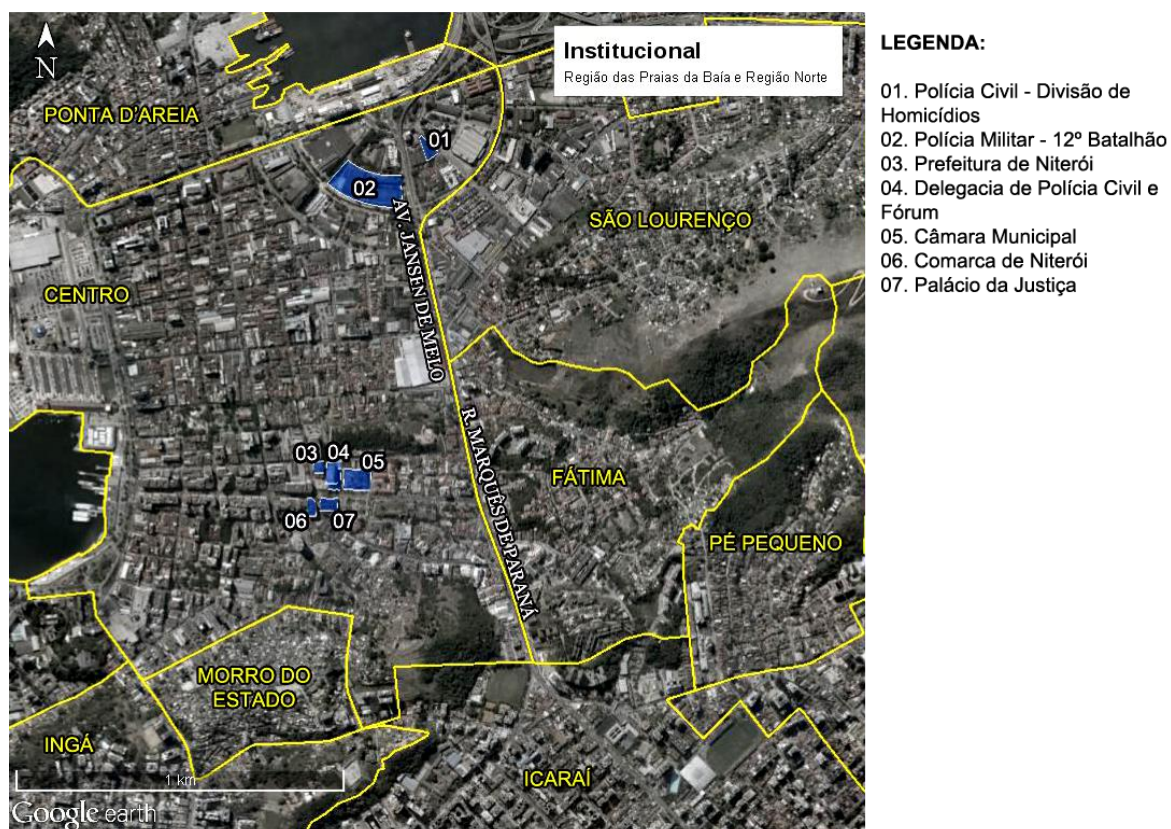 N
Institucional
Região das Praias da Baía e Região Norte
PONTA D'AREIA
01
02
AV. JANSEN DE MELO
SÃO LOURENÇO
CENTRO
R. MARQUÊS DE PARANÁ
03
04
05
06
07
FÁTIMA
PÉ PEQUENO
MORRO DO
ESTADO
INGÁ
ICARAÍ
1 km
Google earth
LEGENDA:
01. Polícia Civil - Divisão de
Homicídios
02. Polícia Militar - 12º Batalhão
03. Prefeitura de Niterói
04. Delegacia de Polícia Civil e
Fórum
05. Câmara Municipal
06. Comarca de Niterói
07. Palácio da Justiça